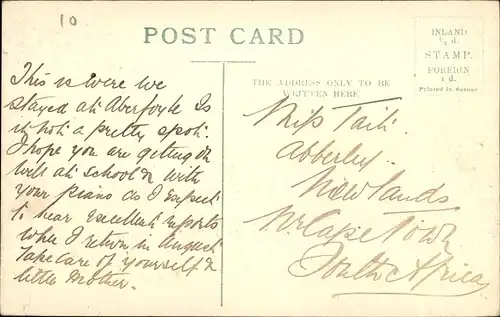 10
POST CARD
INLAND
½ d.
STAMP.
FOREIGN
1 d.
Printed in Saxony
THE ADDRESS ONLY TO BE
WRITTEN HERE
This is were we
stayed at Aberfoyle Is
it not a pretty spot.
I hope you are getting on
well at school & with
your piano as I expect
to hear excellent reports
when I return in August
Take care of yourself &
little Mother.
Miss Tait.
Abberley.
Newlands
Nr. Cape Town
South Africa